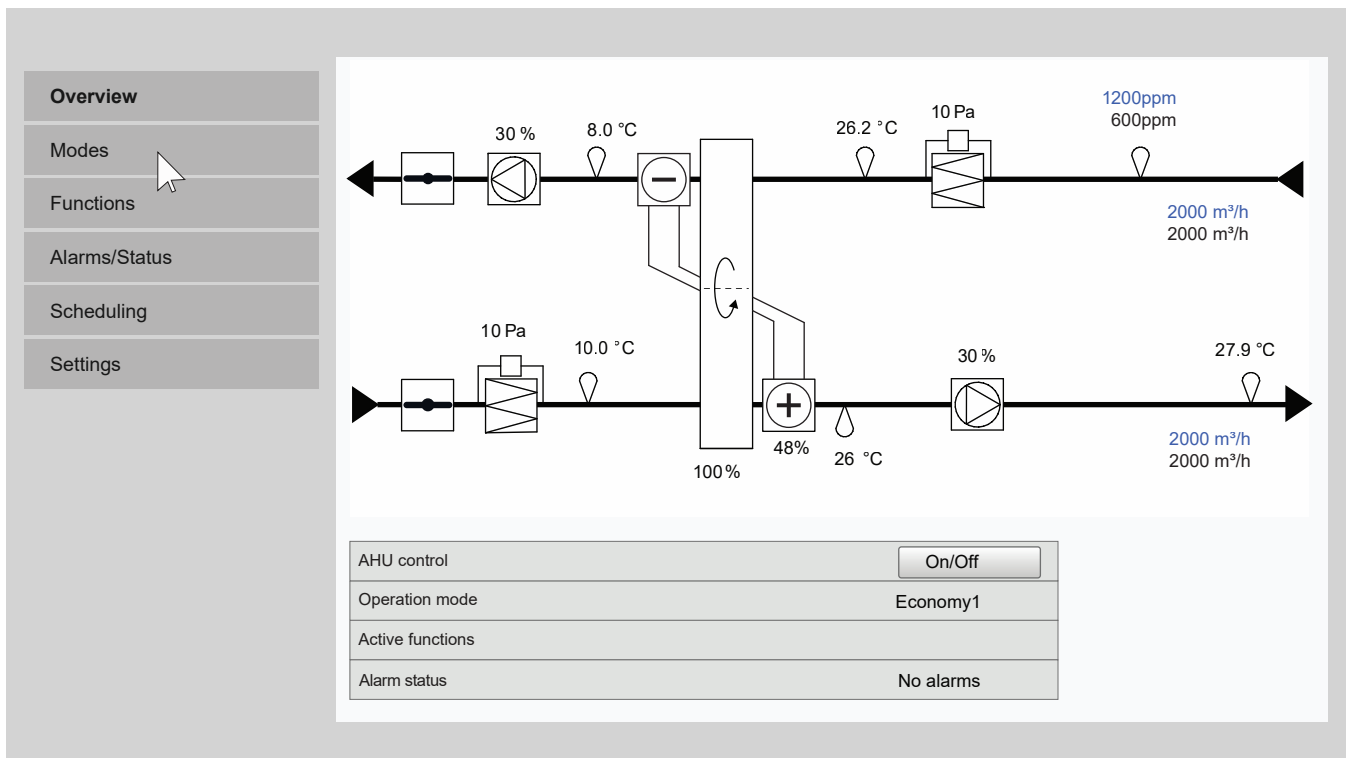 Overview
Modes
Functions
Alarms/Status
Scheduling
Settings
1200ppm
600ppm
30 %
8.0 °C
26.2 °C
10 Pa
2000 m³/h
2000 m³/h
10 Pa
10.0 °C
30 %
27.9 °C
48%
26 °C
100 %
2000 m³/h
2000 m³/h
AHU control On/Off
Operation mode Economy1
Active functions
Alarm status No alarms